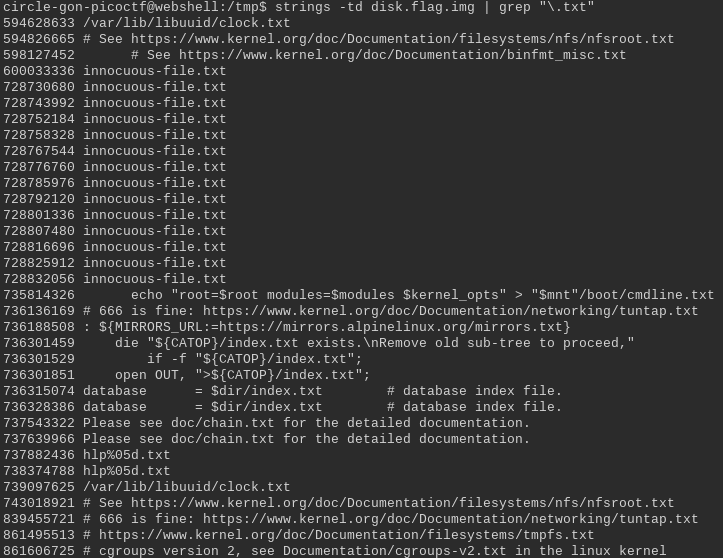 circle-gon-picoctf@webshell:/tmp$ strings -td disk.flag.img | grep "\.txt"
594628633 /var/lib/libuuid/clock.txt
594826665 # See https://www.kernel.org/doc/Documentation/filesystems/nfs/nfsroot.txt
598127452       # See https://www.kernel.org/doc/Documentation/binfmt_misc.txt
600033336 innocuous-file.txt
728730680 innocuous-file.txt
728743992 innocuous-file.txt
728752184 innocuous-file.txt
728758328 innocuous-file.txt
728767544 innocuous-file.txt
728776760 innocuous-file.txt
728785976 innocuous-file.txt
728792120 innocuous-file.txt
728801336 innocuous-file.txt
728807480 innocuous-file.txt
728816696 innocuous-file.txt
728825912 innocuous-file.txt
728832056 innocuous-file.txt
735814326       echo "root=$root modules=$modules $kernel_opts" > "$mnt"/boot/cmdline.txt
736136169 # 666 is fine: https://www.kernel.org/doc/Documentation/networking/tuntap.txt
736188508 : ${MIRRORS_URL:=https://mirrors.alpinelinux.org/mirrors.txt}
736301459     die "${CATOP}/index.txt exists.\nRemove old sub-tree to proceed,"
736301529         if -f "${CATOP}/index.txt";
736301851     open OUT, ">${CATOP}/index.txt";
736315074 database      = $dir/index.txt        # database index file.
736328386 database      = $dir/index.txt        # database index file.
737543322 Please see doc/chain.txt for the detailed documentation.
737639966 Please see doc/chain.txt for the detailed documentation.
737882436 hlp%05d.txt
738374788 hlp%05d.txt
739097625 /var/lib/libuuid/clock.txt
743018921 # See https://www.kernel.org/doc/Documentation/filesystems/nfs/nfsroot.txt
839455721 # 666 is fine: https://www.kernel.org/doc/Documentation/networking/tuntap.txt
861495513 # https://www.kernel.org/doc/Documentation/filesystems/tmpfs.txt
861606725 # cgroups version 2, see Documentation/cgroups-v2.txt in the linux kernel